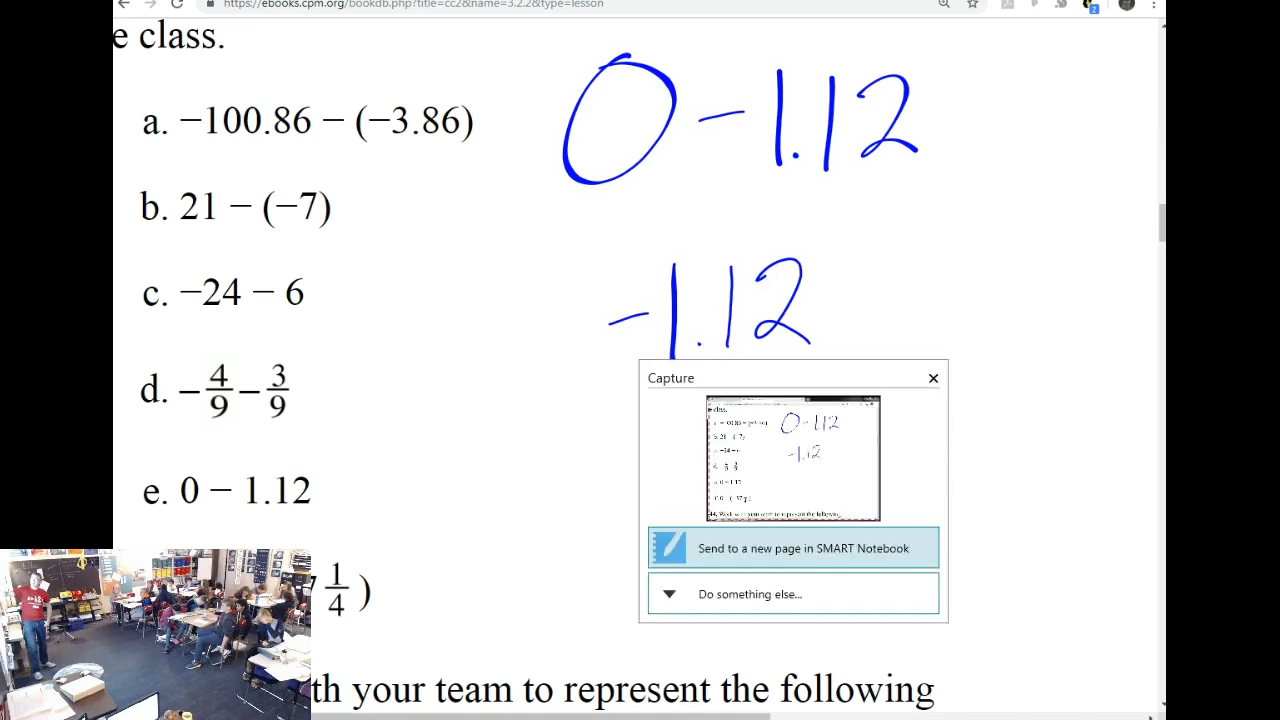 https://ebooks.cpm.org/bookdb.php?title=cc2&name=3.2.2&type=lesson
2
e class.
a. −100.86 − (−3.86)
0 - 1.12
b. 21 − (−7)
c. −24 − 6
-1.12
d. −4/9 − 3/9
Capture
e. 0 − 1.12
Send to a new page in SMART Notebook
1/4 )
Do something else...
th your team to represent the following